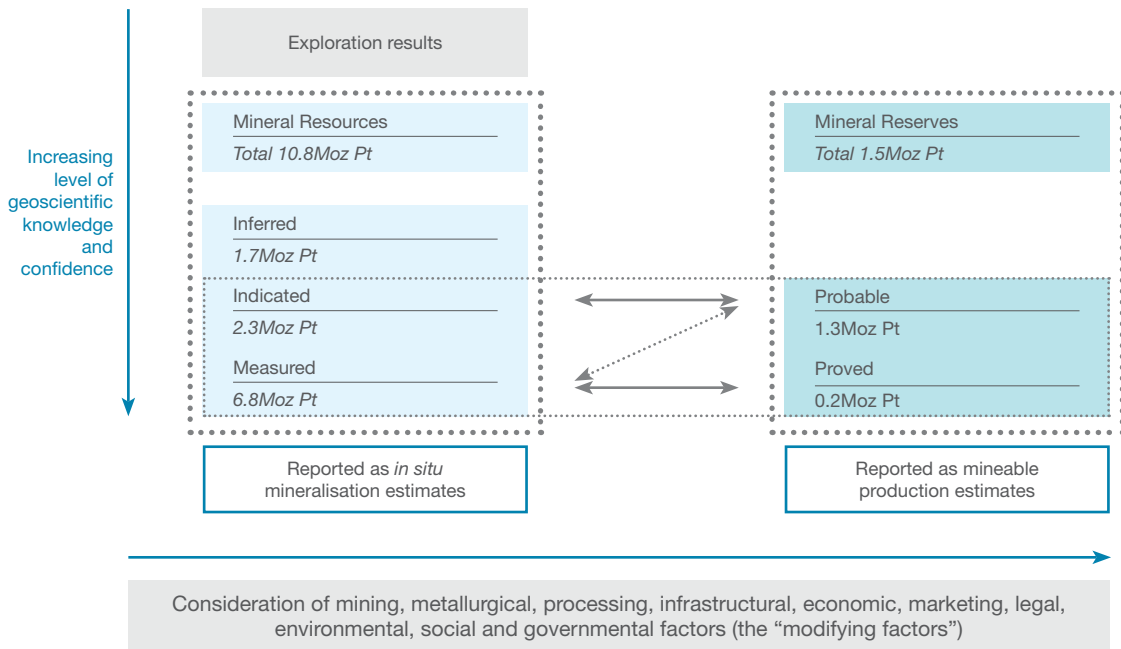 Exploration results
Increasing
level of
geoscientific
knowledge
and
confidence
Mineral Resources
Total 10.8Moz Pt
Inferred
1.7Moz Pt
Indicated
2.3Moz Pt
Measured
6.8Moz Pt
Reported as in situ
mineralisation estimates
Mineral Reserves
Total 1.5Moz Pt
Probable
1.3Moz Pt
Proved
0.2Moz Pt
Reported as mineable
production estimates
Consideration of mining, metallurgical, processing, infrastructural, economic, marketing, legal,
environmental, social and governmental factors (the “modifying factors”)